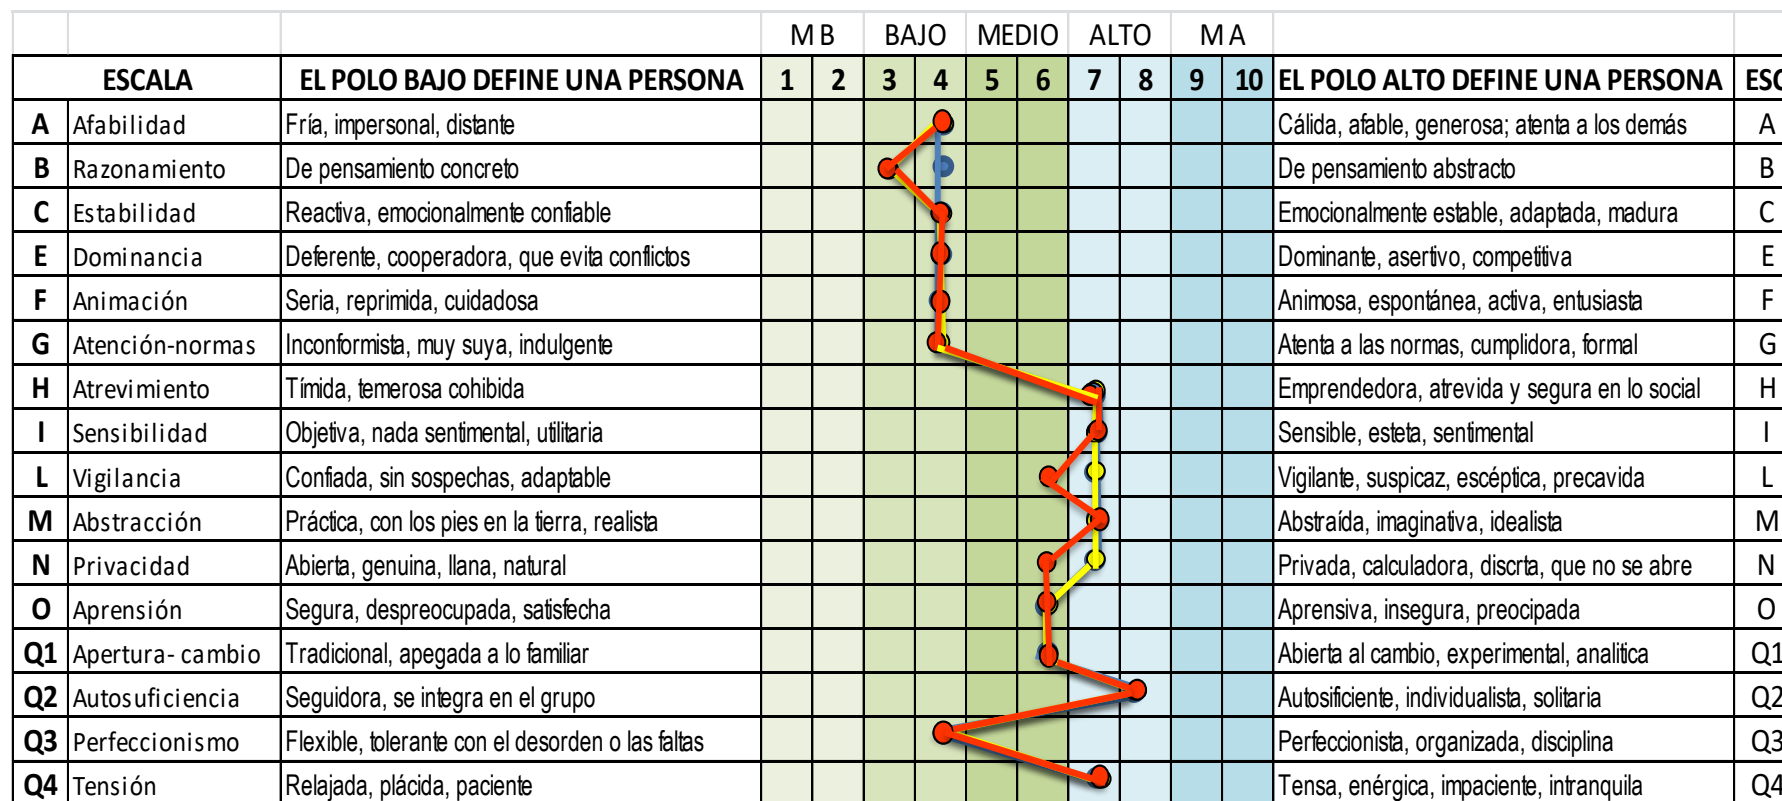 M B BAJO MEDIO ALTO M A
ESCALA EL POLO BAJO DEFINE UNA PERSONA 1 2 3 4 5 6 7 8 9 10 EL POLO ALTO DEFINE UNA PERSONA ESC
A Afabilidad Fría, impersonal, distante Cálida, afable, generosa; atenta a los demás A
B Razonamiento De pensamiento concreto De pensamiento abstracto B
C Estabilidad Reactiva, emocionalmente confiable Emocionalmente estable, adaptada, madura C
E Dominancia Deferente, cooperadora, que evita conflictos Dominante, asertivo, competitiva E
F Animación Seria, reprimida, cuidadosa Animosa, espontánea, activa, entusiasta F
G Atención-normas Inconformista, muy suya, indulgente Atenta a las normas, cumplidora, formal G
H Atrevimiento Tímida, temerosa cohibida Emprendedora, atrevida y segura en lo social H
I Sensibilidad Objetiva, nada sentimental, utilitaria Sensible, esteta, sentimental I
L Vigilancia Confiada, sin sospechas, adaptable Vigilante, suspicaz, escéptica, precavida L
M Abstracción Práctica, con los pies en la tierra, realista Abstraída, imaginativa, idealista M
N Privacidad Abierta, genuina, llana, natural Privada, calculadora, discrta, que no se abre N
O Aprensión Segura, despreocupada, satisfecha Aprensiva, insegura, preocipada O
Q1 Apertura- cambio Tradicional, apegada a lo familiar Abierta al cambio, experimental, analitica Q1
Q2 Autosuficiencia Seguidora, se integra en el grupo Autosificiente, individualista, solitaria Q2
Q3 Perfeccionismo Flexible, tolerante con el desorden o las faltas Perfeccionista, organizada, disciplina Q3
Q4 Tensión Relajada, plácida, paciente Tensa, enérgica, impaciente, intranquila Q4